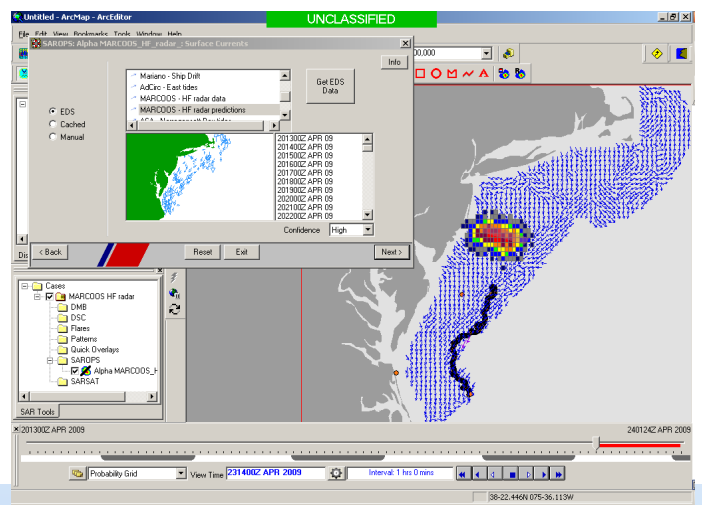 Untitled - ArcMap - ArcEditor
UNCLASSIFIED
File Edit View Bookmarks Tools Window Help
SAROPS: Alpha MARCOOS_HF_radar_: Surface Currents
Info
Mariano - Ship Drift
AdCirc - East tides
MARCOOS - HF radar data
MARCOOS - HF radar predictions
Get EDS
Data
EDS
Cached
Manual
201300Z APR 09
201400Z APR 09
201500Z APR 09
201600Z APR 09
201700Z APR 09
201800Z APR 09
201900Z APR 09
202000Z APR 09
202100Z APR 09
202200Z APR 09
Confidence High
< Back
Reset
Exit
Next >
Dis
Cases
MARCOOS HF radar
DMB
DSC
Flares
Patterns
Quick Overlays
SAROPS
Alpha MARCOOS_H
SARSAT
SAR Tools
201300Z APR 2009
240124Z APR 2009
Probability Grid
View Time 231400Z APR 2009
Interval: 1 hrs 0 mins
38-22.446N 075-36.113W